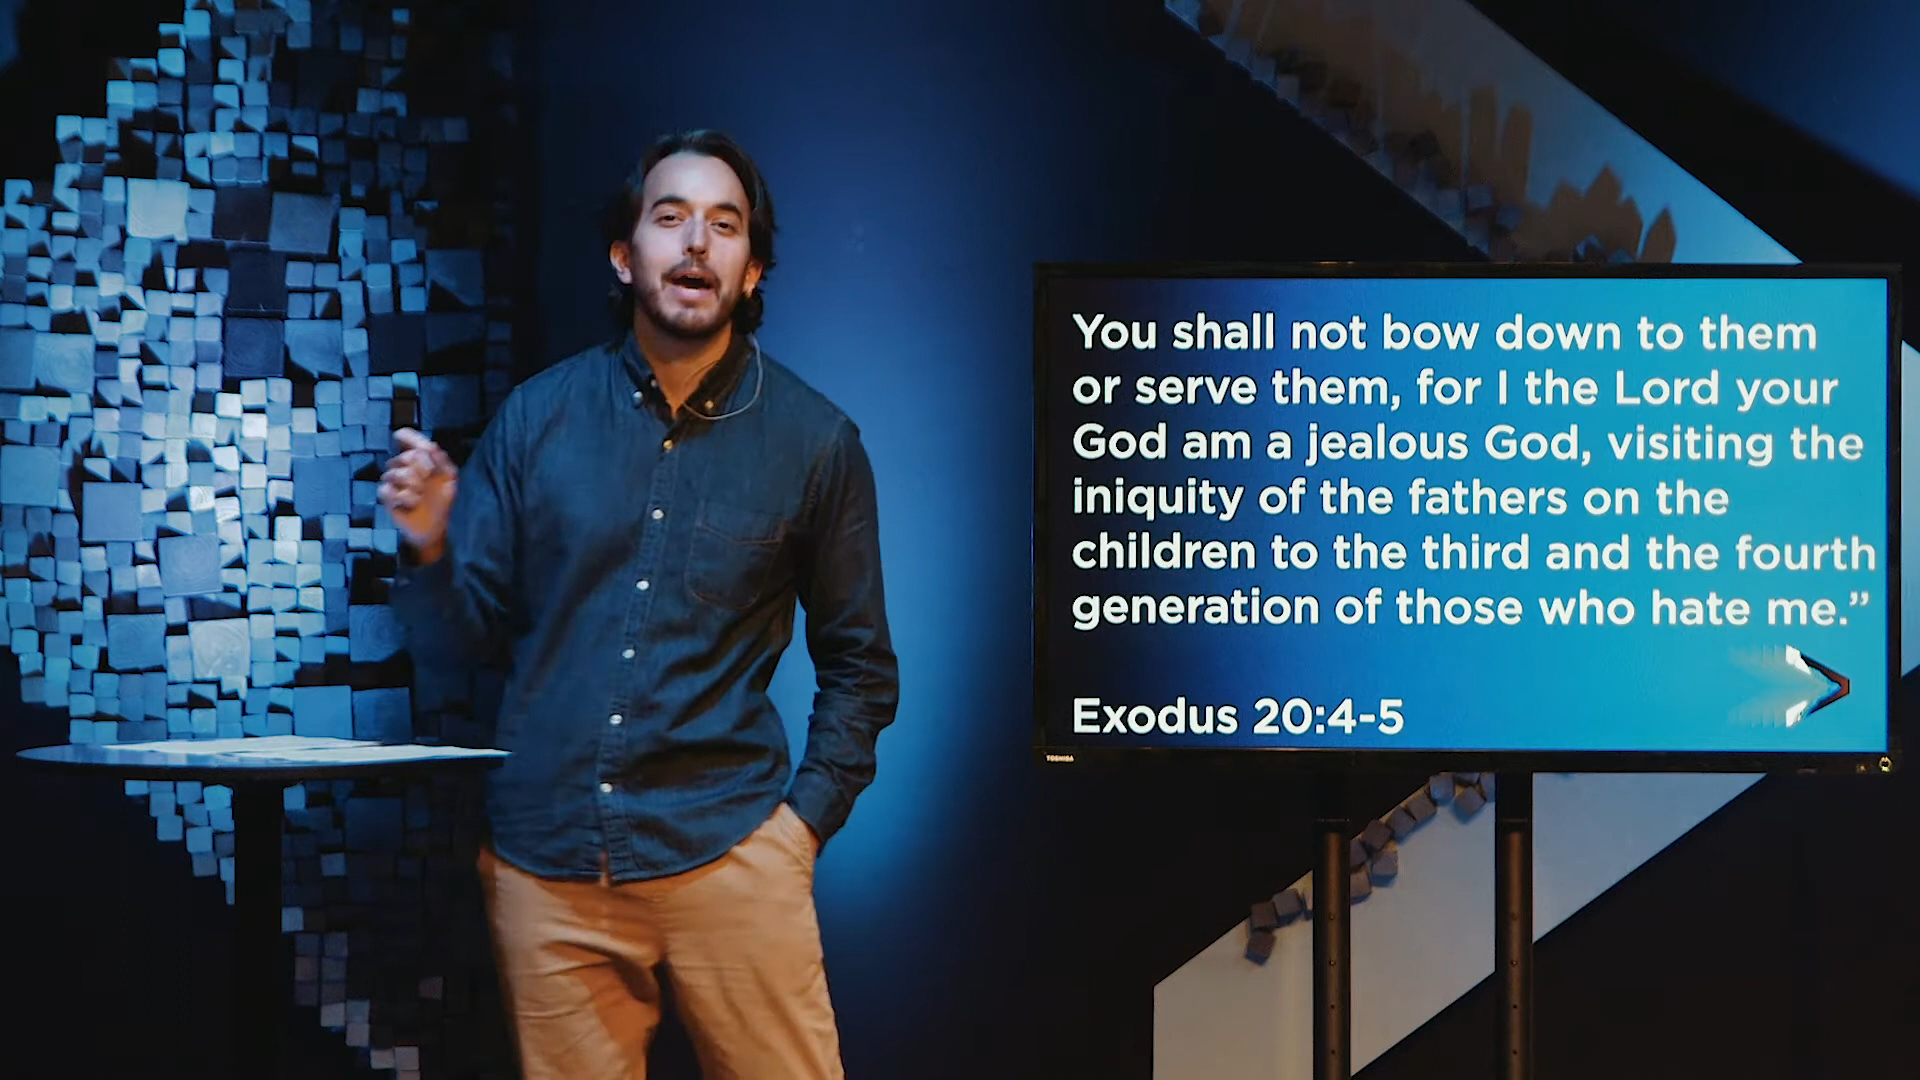 You shall not bow down to them
or serve them, for I the Lord your
God am a jealous God, visiting the
iniquity of the fathers on the
children to the third and the fourth
generation of those who hate me.”
Exodus 20:4-5
TOSHIBA